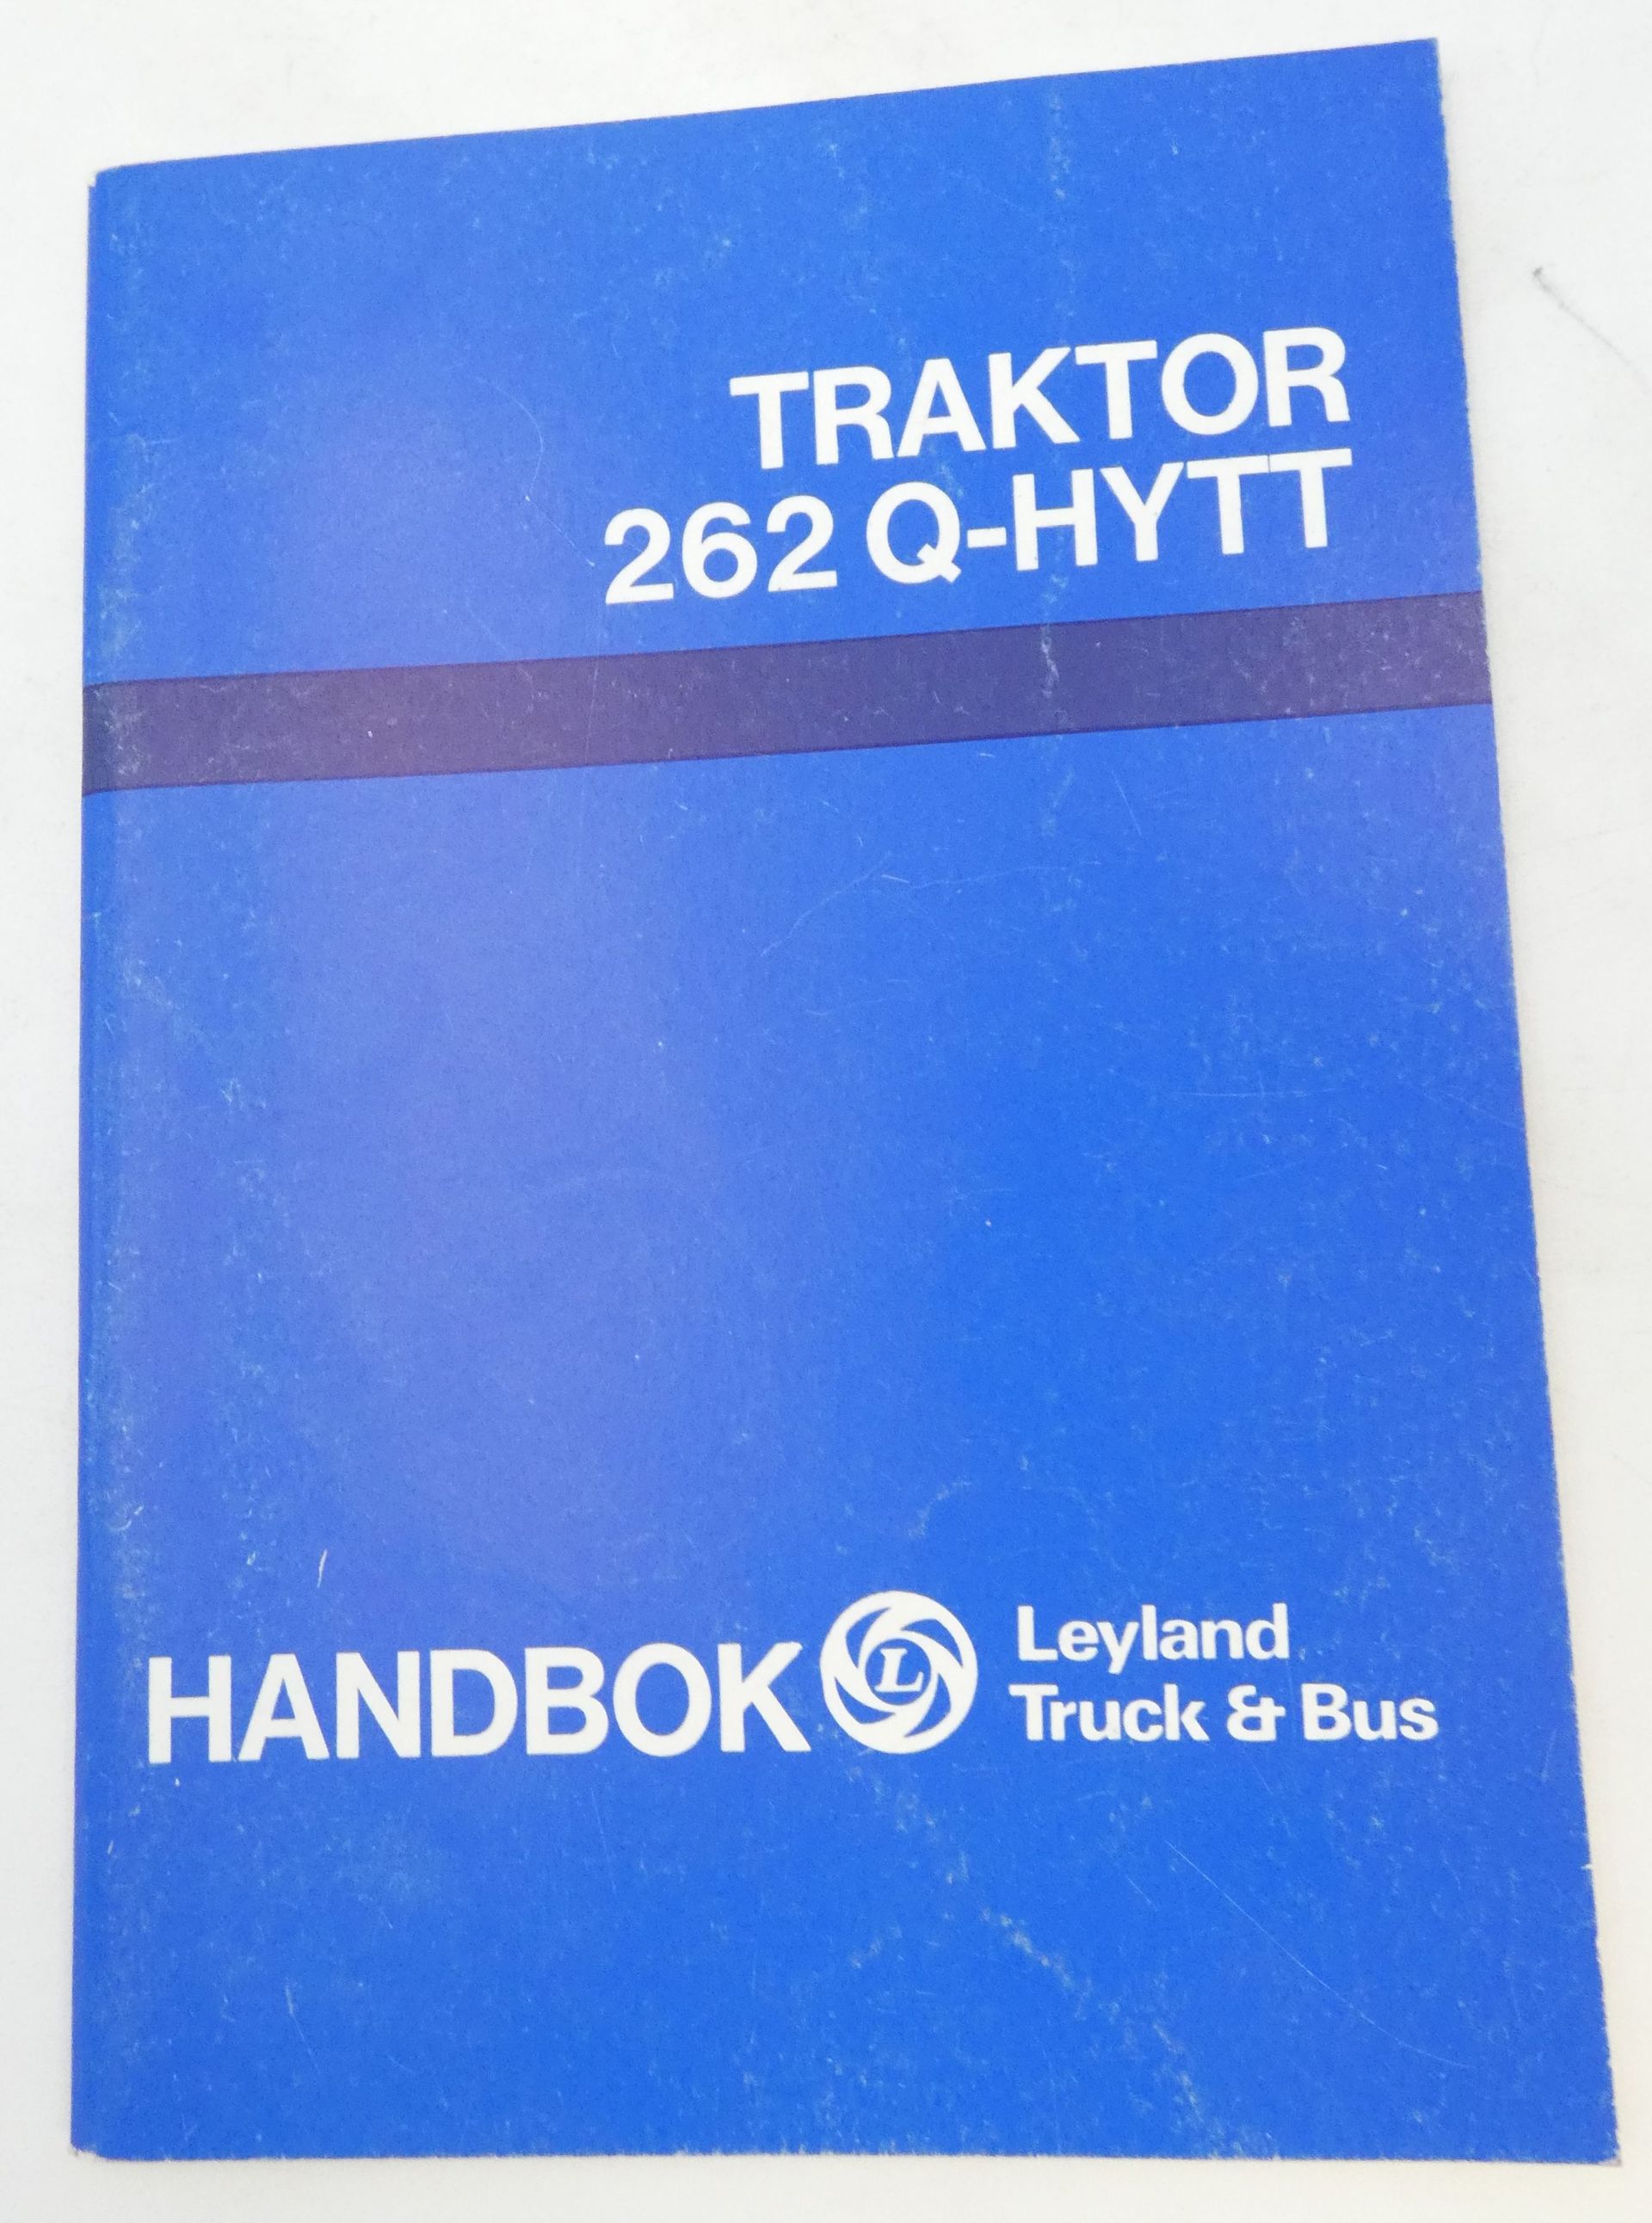 TRAKTOR
262 Q-HYTT
HANDBOK
L
Leyland
Truck & Bus